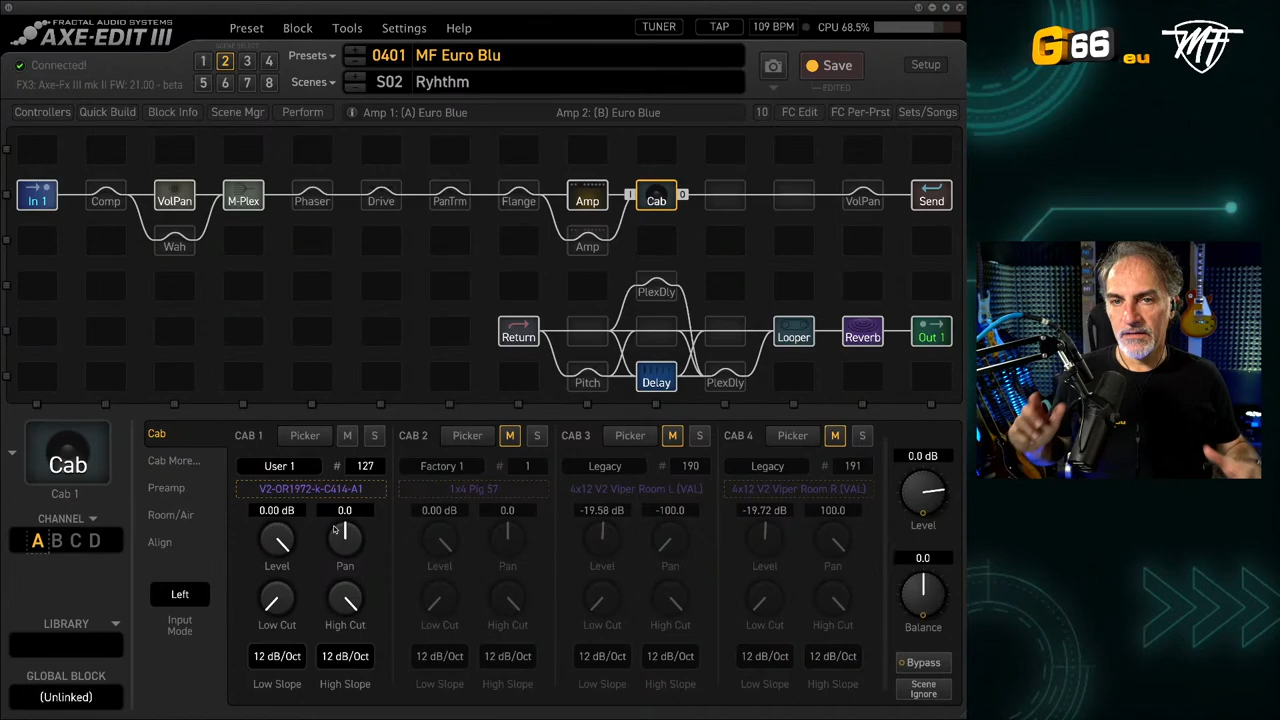 FRACTAL AUDIO SYSTEMS
AXE-EDIT III
Preset Block Tools Settings Help
TUNER TAP 109 BPM CPU 68.5%
G 66 eu
MF
Connected!
FX3: Axe-Fx III mk II FW: 21.00 - beta
SCENE SELECT
1 2 3 4
5 6 7 8
Presets 0401 MF Euro Blu
Scenes S02 Ryhthm
Save
EDITED
Setup
Controllers Quick Build Block Info Scene Mgr Perform
Amp 1: (A) Euro Blue Amp 2: (B) Euro Blue
10 FC Edit FC Per-Prst Sets/Songs
In 1 Comp VolPan M-Plex Phaser Drive PanTrm Flange Amp I Cab O VolPan Send
Wah Amp
PlexDly
Return Looper Reverb Out 1
Pitch Delay PlexDly
Cab
Cab 1
CHANNEL
A B C D
LIBRARY
GLOBAL BLOCK
(Unlinked)
Cab
Cab More...
Preamp
Room/Air
Align
Left
Input
Mode
CAB 1 Picker M S
User 1 # 127
V2-OR1972-k-C414-A1
0.00 dB 0.0
Level Pan
Low Cut High Cut
12 dB/Oct 12 dB/Oct
Low Slope High Slope
CAB 2 Picker M S
Factory 1 # 1
1x4 Pig 57
0.00 dB 0.0
Level Pan
Low Cut High Cut
12 dB/Oct 12 dB/Oct
Low Slope High Slope
CAB 3 Picker M S
Legacy # 190
4x12 V2 Viper Room L (VAL)
-19.58 dB -100.0
Level Pan
Low Cut High Cut
12 dB/Oct 12 dB/Oct
Low Slope High Slope
CAB 4 Picker M S
Legacy # 191
4x12 V2 Viper Room R (VAL)
-19.72 dB 100.0
Level Pan
Low Cut High Cut
12 dB/Oct 12 dB/Oct
Low Slope High Slope
0.0 dB
Level
0.0
Balance
Bypass
Scene
Ignore